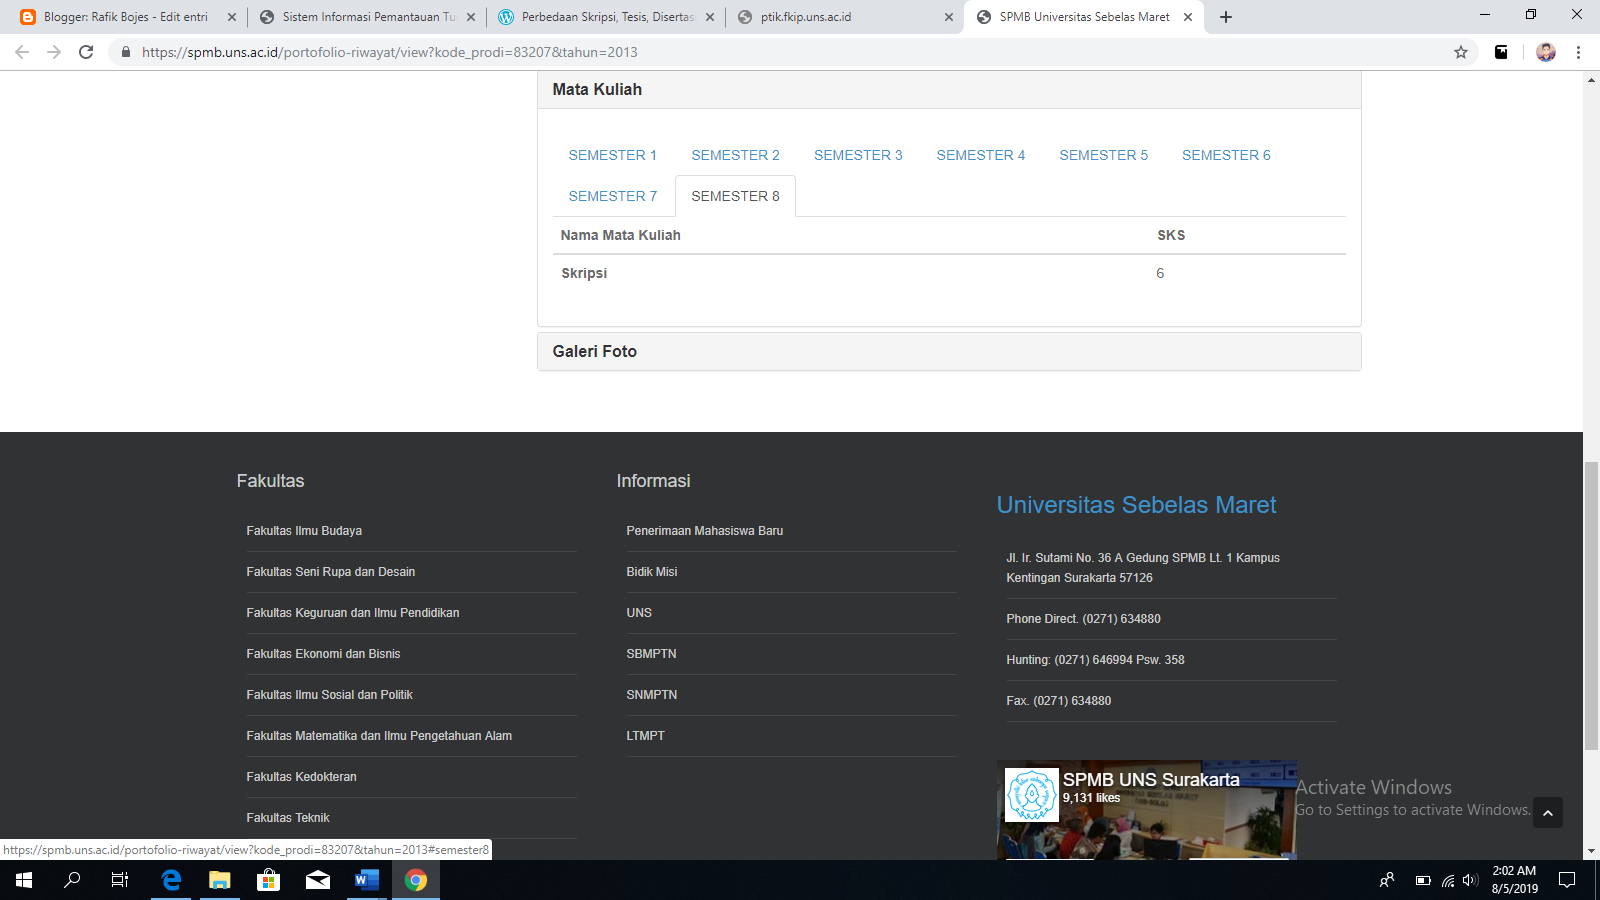 Blogger: Rafik Bojes - Edit entri
Sistem Informasi Pemantauan Tu
Perbedaan Skripsi, Tesis, Disertas
ptik.fkip.uns.ac.id
SPMB Universitas Sebelas Maret
https://spmb.uns.ac.id/portofolio-riwayat/view?kode_prodi=83207&tahun=2013
Mata Kuliah
SEMESTER 1 SEMESTER 2 SEMESTER 3 SEMESTER 4 SEMESTER 5 SEMESTER 6
SEMESTER 7 SEMESTER 8
Nama Mata Kuliah SKS
Skripsi 6
Galeri Foto
Fakultas
Fakultas Ilmu Budaya
Fakultas Seni Rupa dan Desain
Fakultas Keguruan dan Ilmu Pendidikan
Fakultas Ekonomi dan Bisnis
Fakultas Ilmu Sosial dan Politik
Fakultas Matematika dan Ilmu Pengetahuan Alam
Fakultas Kedokteran
Fakultas Teknik
Informasi
Penerimaan Mahasiswa Baru
Bidik Misi
UNS
SBMPTN
SNMPTN
LTMPT
Universitas Sebelas Maret
Jl. Ir. Sutami No. 36 A Gedung SPMB Lt. 1 Kampus
Kentingan Surakarta 57126
Phone Direct. (0271) 634880
Hunting: (0271) 646994 Psw. 358
Fax. (0271) 634880
SPMB UNS Surakarta
9,131 likes
Activate Windows
Go to Settings to activate Windows.
https://spmb.uns.ac.id/portofolio-riwayat/view?kode_prodi=83207&tahun=2013#semester8
2:02 AM
8/5/2019